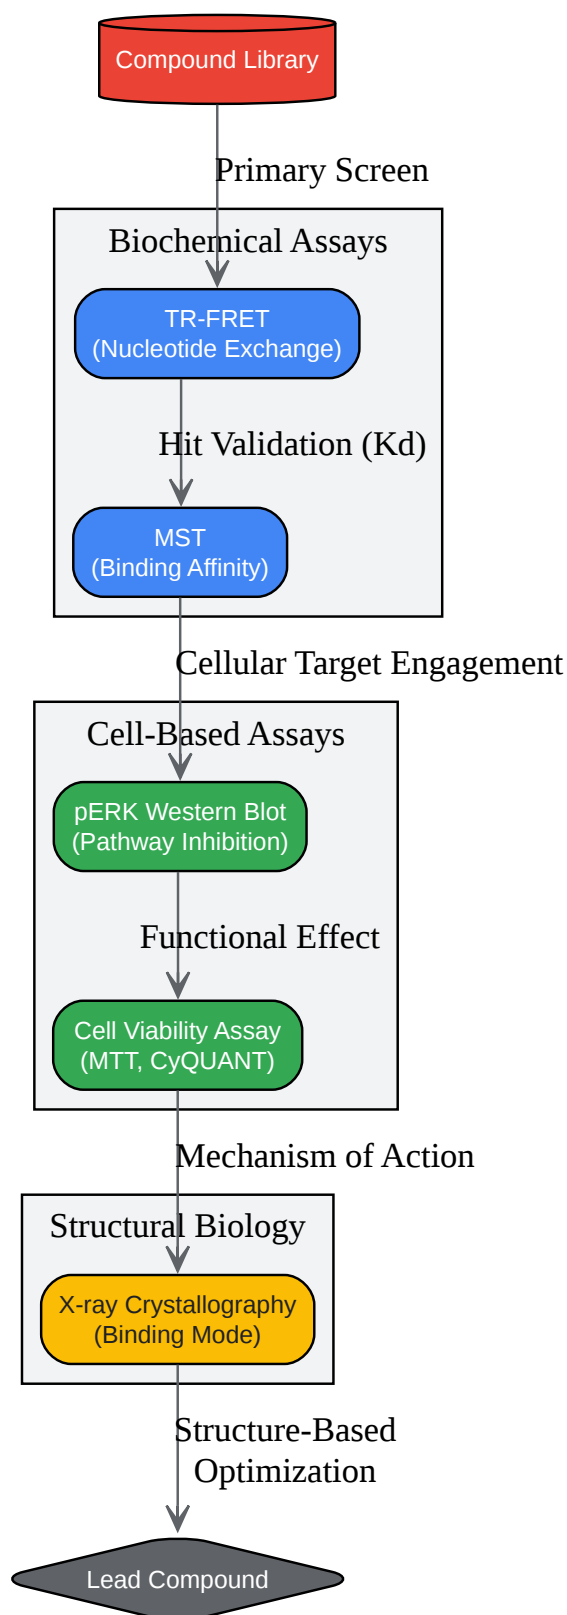 Compound Library
Primary Screen
Biochemical Assays
TR-FRET
(Nucleotide Exchange)
Hit Validation (Kd)
MST
(Binding Affinity)
Cellular Target Engagement
Cell-Based Assays
pERK Western Blot
(Pathway Inhibition)
Functional Effect
Cell Viability Assay
(MTT, CyQUANT)
Mechanism of Action
Structural Biology
X-ray Crystallography
(Binding Mode)
Structure-Based
Optimization
Lead Compound